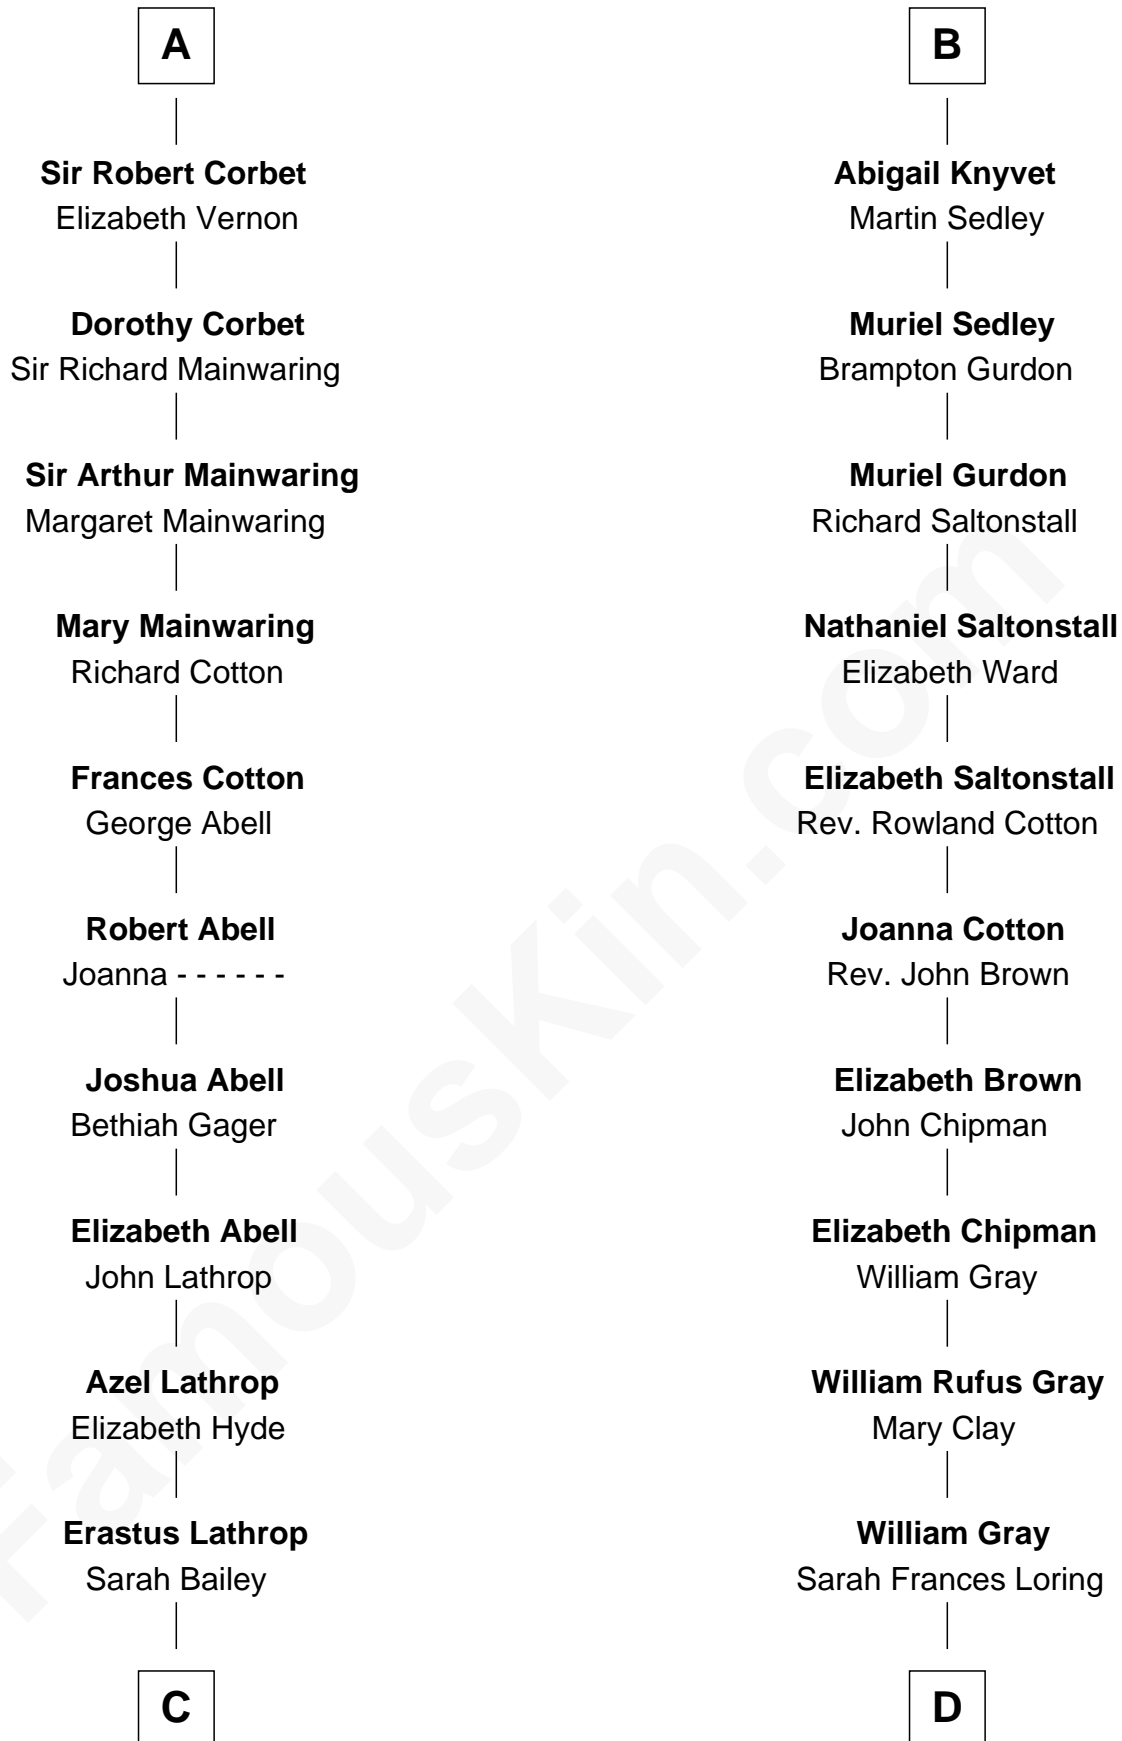 A
Sir Robert Corbet
Elizabeth Vernon
Dorothy Corbet
Sir Richard Mainwaring
Sir Arthur Mainwaring
Margaret Mainwaring
Mary Mainwaring
Richard Cotton
Frances Cotton
George Abell
Robert Abell
Joanna - - - - - -
Joshua Abell
Bethiah Gager
Elizabeth Abell
John Lathrop
Azel Lathrop
Elizabeth Hyde
Erastus Lathrop
Sarah Bailey
C
B
Abigail Knyvet
Martin Sedley
Muriel Sedley
Brampton Gurdon
Muriel Gurdon
Richard Saltonstall
Nathaniel Saltonstall
Elizabeth Ward
Elizabeth Saltonstall
Rev. Rowland Cotton
Joanna Cotton
Rev. John Brown
Elizabeth Brown
John Chipman
Elizabeth Chipman
William Gray
William Rufus Gray
Mary Clay
William Gray
Sarah Frances Loring
D
FamousKin.com